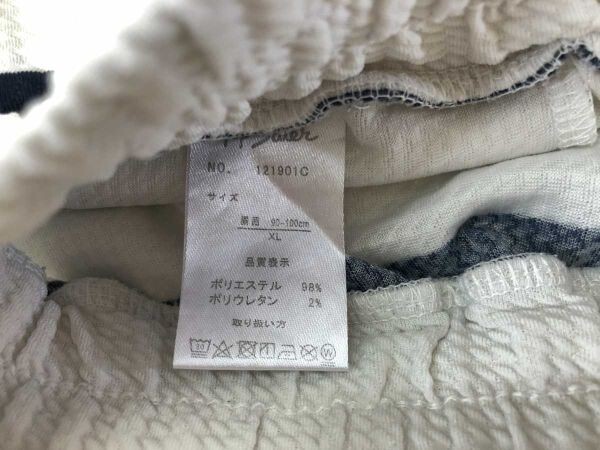 NO. 121901C
サイズ
胴囲 90-100cm
XL
品質表示
ポリエステル 98%
ポリウレタン 2%
取り扱い方